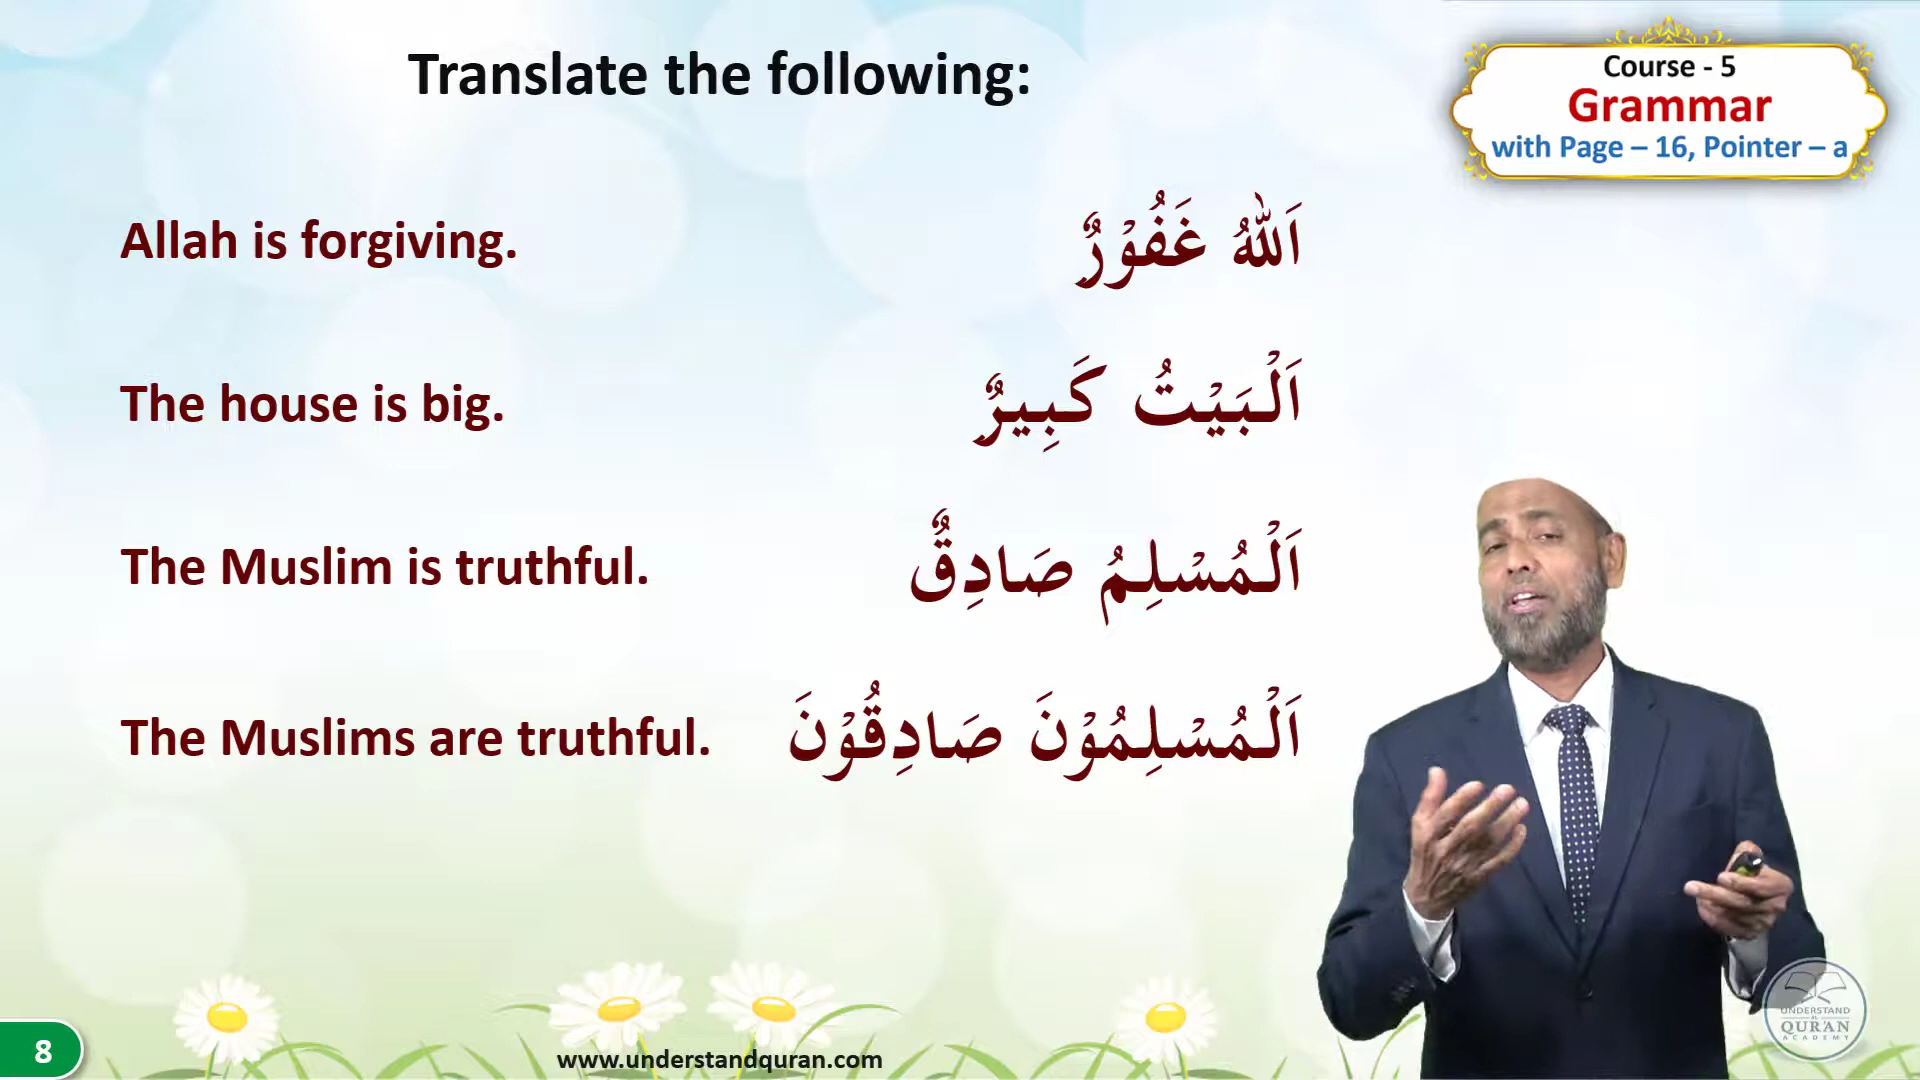 Translate the following:
Course - 5
Grammar
with Page – 16, Pointer – a
Allah is forgiving.
اَللّٰهُ غَفُوْرٌ
The house is big.
اَلْبَيْتُ كَبِيرٌ
The Muslim is truthful.
اَلْمُسْلِمُ صَادِقٌ
The Muslims are truthful.
اَلْمُسْلِمُوْنَ صَادِقُوْنَ
8
www.understandquran.com
UNDERSTAND
AL
QURAN
ACADEMY